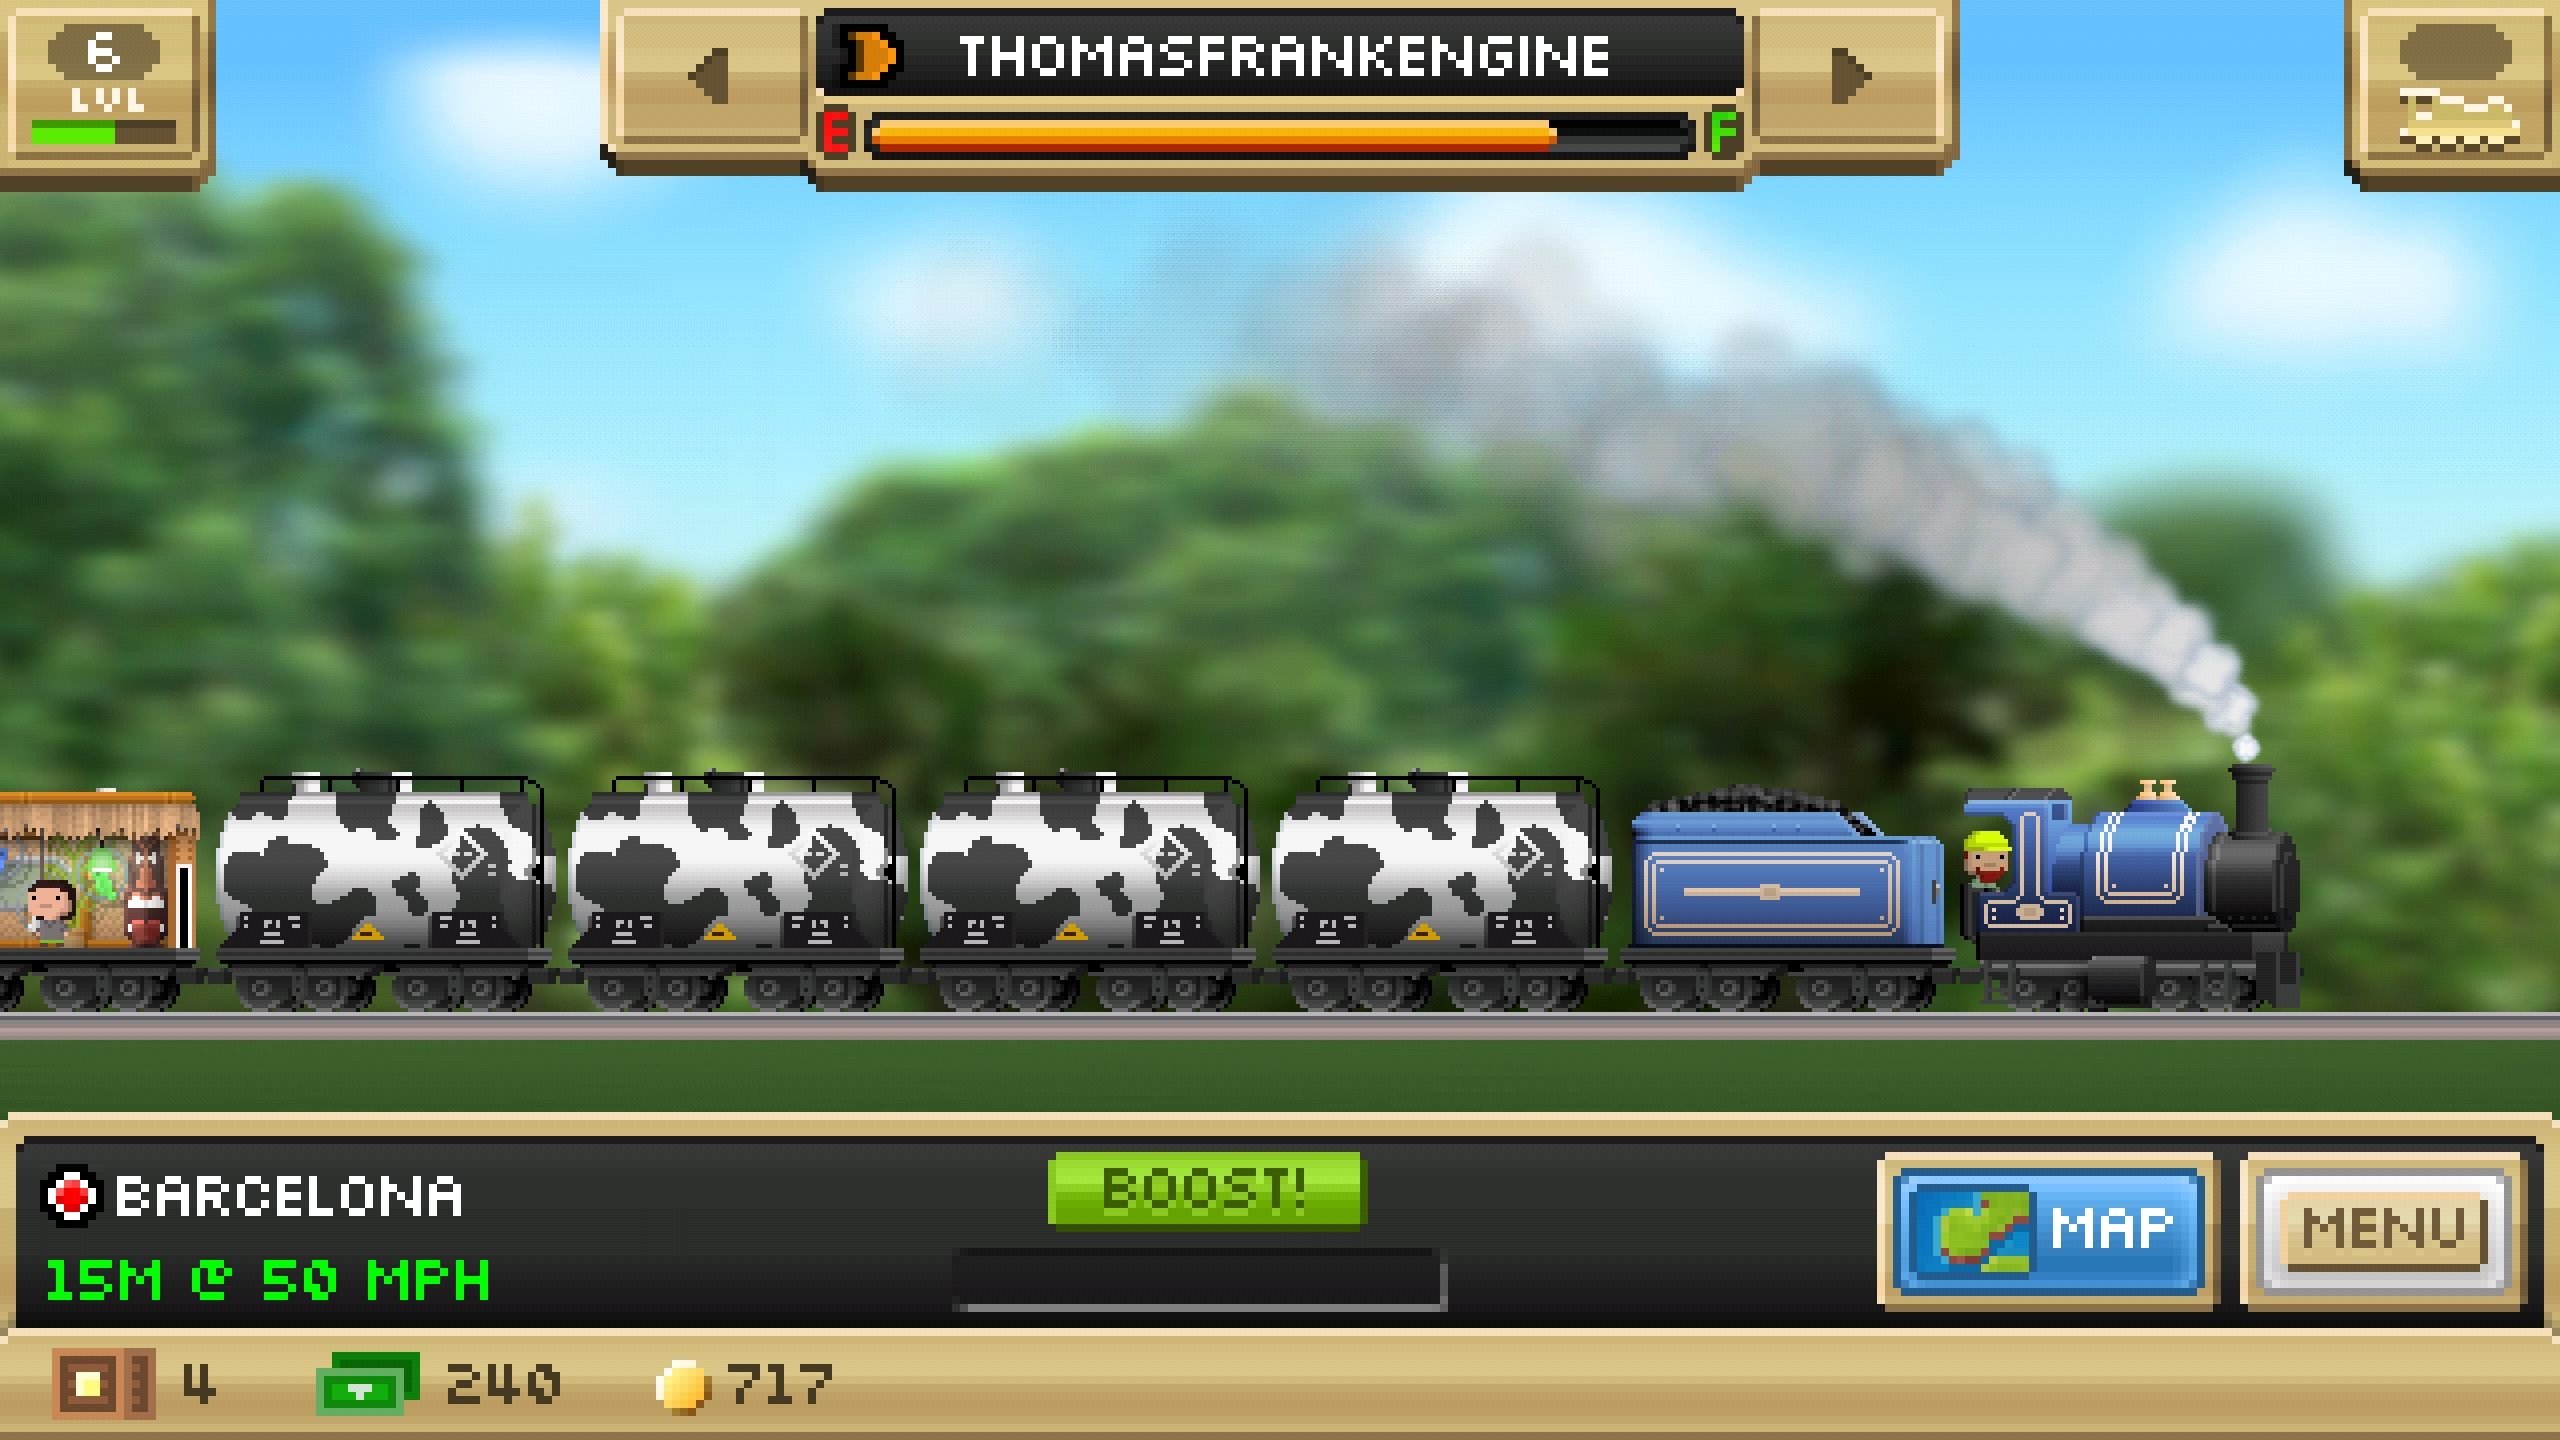 6
LVL
THOMASFRANKENGINE
E F
BARCELONA
15M @ 50 MPH
BOOST!
MAP
MENU
4 240 717